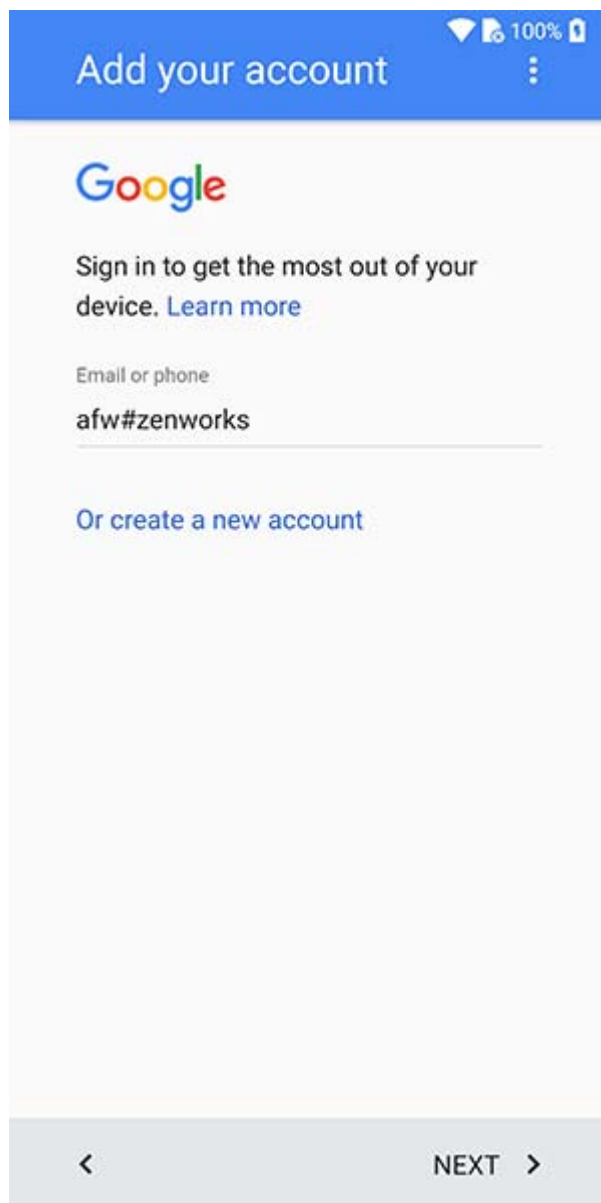 100%
Add your account
Google
Sign in to get the most out of your
device. Learn more
Email or phone
afw#zenworks
Or create a new account
NEXT